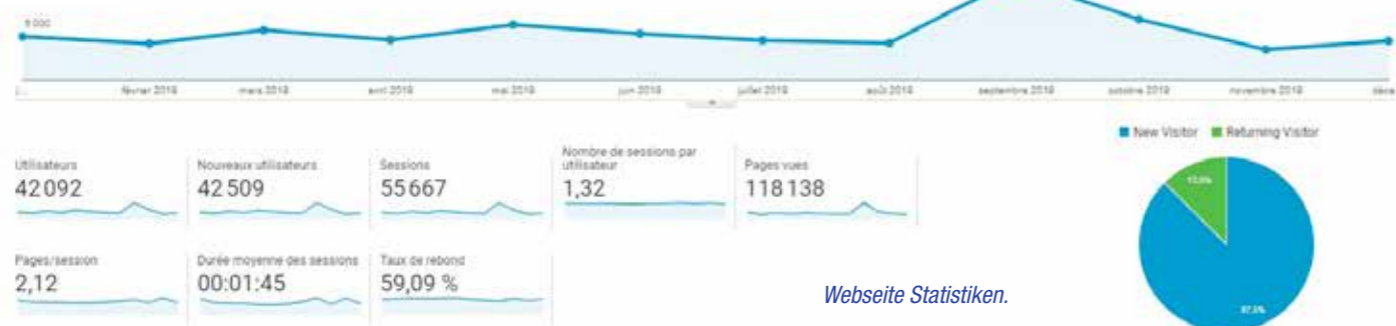 février 2018 mars 2018 avril 2018 mai 2018 juin 2018 juillet 2018 août 2018 septembre 2018 octobre 2018 novembre 2018
New Visitor Returning Visitor
Utilisateurs
42 092
Nouveaux utilisateurs
42 509
Sessions
55 667
Nombre de sessions par
utilisateur
1,32
Pages vues
118 138
Pages/session
2,12
Durée moyenne des sessions
00:01:45
Taux de rebond
59,09 %
Webseite Statistiken.